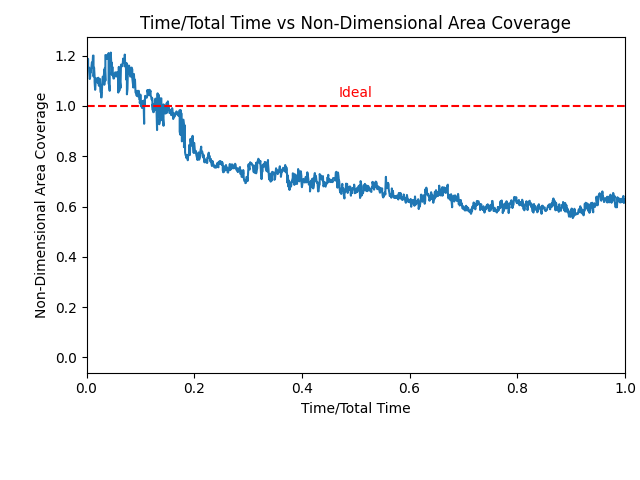 Time/Total Time vs Non-Dimensional Area Coverage
Non-Dimensional Area Coverage
1.2
1.0
0.8
0.6
0.4
0.2
0.0
Ideal
0.0 0.2 0.4 0.6 0.8 1.0
Time/Total Time